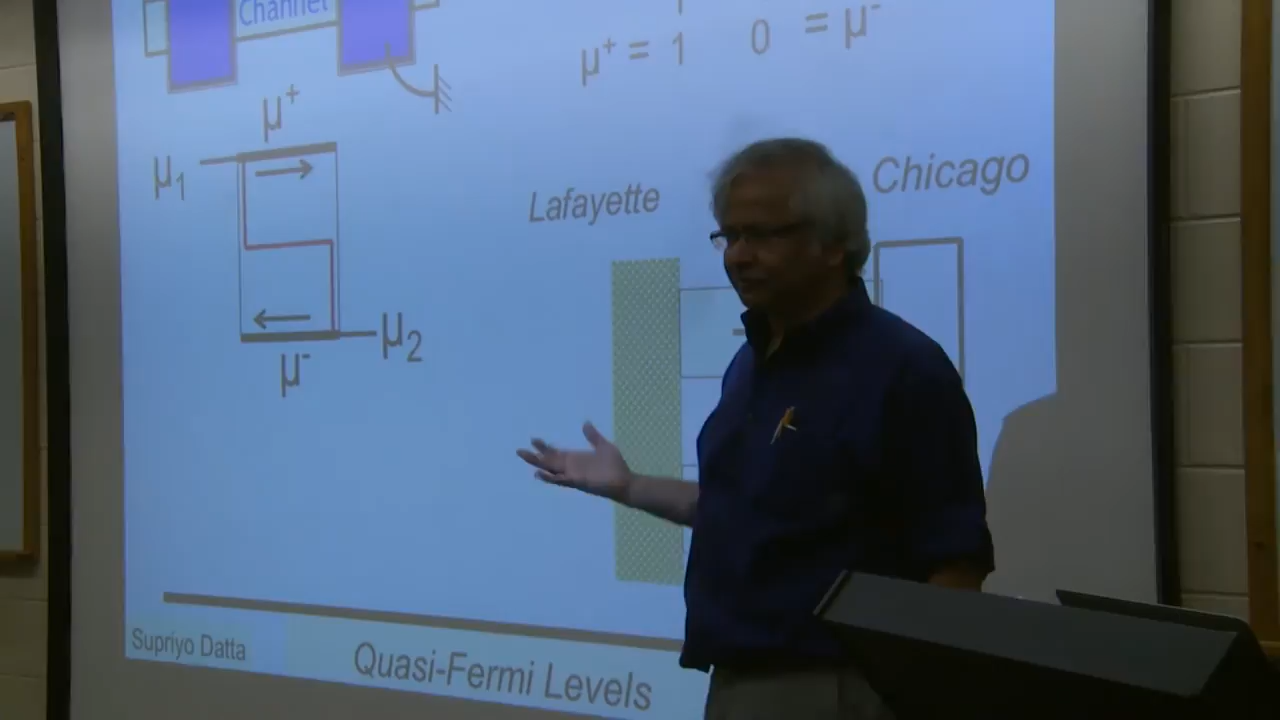 Channel
μ⁺ = 1 0 = μ⁻
μ⁺
μ₁
Lafayette
Chicago
μ₂
μ⁻
Supriyo Datta
Quasi-Fermi Levels